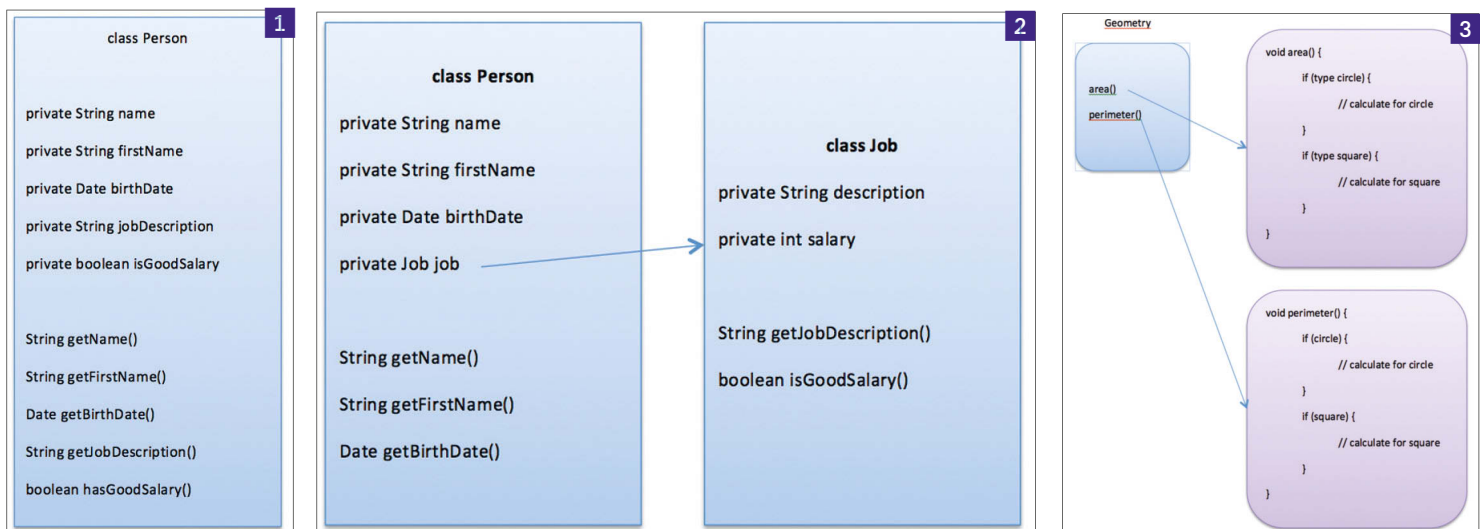 1
class Person
private String name
private String firstName
private Date birthDate
private String jobDescription
private boolean isGoodSalary
String getName()
String getFirstName()
Date getBirthDate()
String getJobDescription()
boolean hasGoodSalary()
2
class Person
private String name
private String firstName
private Date birthDate
private Job job
String getName()
String getFirstName()
Date getBirthDate()
class Job
private String description
private int salary
String getJobDescription()
boolean isGoodSalary()
3
Geometry
area()
perimeter()
void area() {
if (type circle) {
// calculate for circle
}
if (type square) {
// calculate for square
}
}
void perimeter() {
if (circle) {
// calculate for circle
}
if (square) {
// calculate for square
}
}